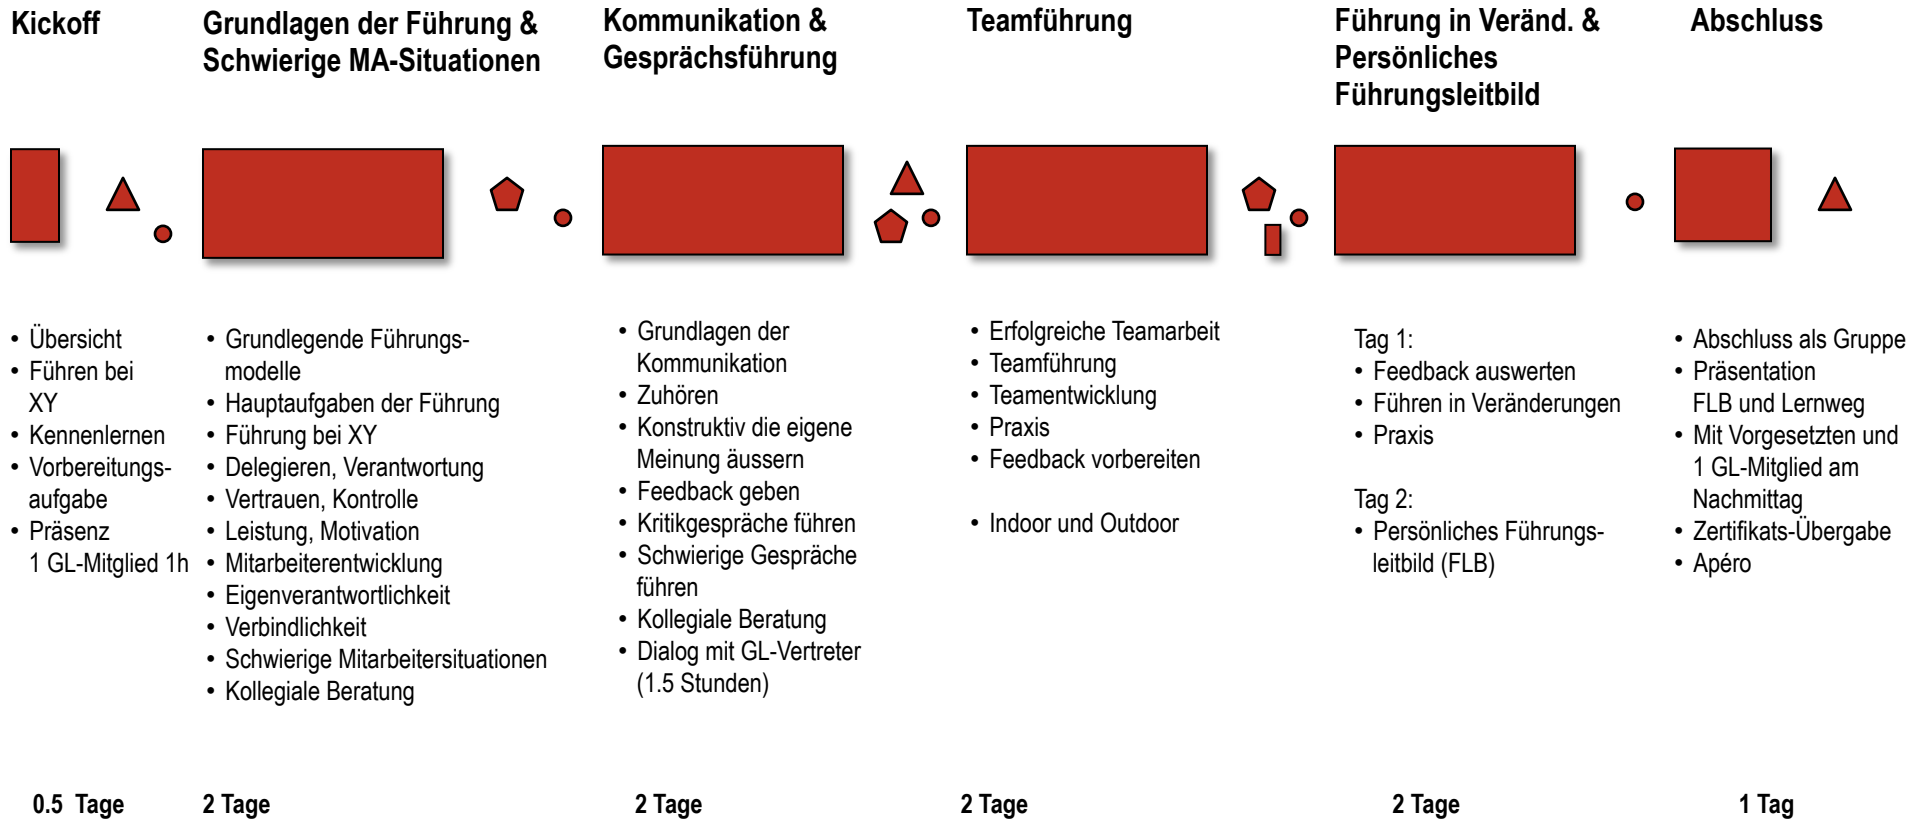 Kickoff
Grundlagen der Führung &
Schwierige MA-Situationen
Kommunikation &
Gesprächsführung
Teamführung
Führung in Veränd. &
Persönliches
Führungsleitbild
Abschluss
• Übersicht
• Führen bei
XY
• Kennenlernen
• Vorbereitungs-
aufgabe
• Präsenz
1 GL-Mitglied 1h
• Grundlegende Führungs-
modelle
• Hauptaufgaben der Führung
• Führung bei XY
• Delegieren, Verantwortung
• Vertrauen, Kontrolle
• Leistung, Motivation
• Mitarbeiterentwicklung
• Eigenverantwortlichkeit
• Verbindlichkeit
• Schwierige Mitarbeitersituationen
• Kollegiale Beratung
• Grundlagen der
Kommunikation
• Zuhören
• Konstruktiv die eigene
Meinung äussern
• Feedback geben
• Kritikgespräche führen
• Schwierige Gespräche
führen
• Kollegiale Beratung
• Dialog mit GL-Vertreter
(1.5 Stunden)
• Erfolgreiche Teamarbeit
• Teamführung
• Teamentwicklung
• Praxis
• Feedback vorbereiten
• Indoor und Outdoor
Tag 1:
• Feedback auswerten
• Führen in Veränderungen
• Praxis
Tag 2:
• Persönliches Führungs-
leitbild (FLB)
• Abschluss als Gruppe
• Präsentation
FLB und Lernweg
• Mit Vorgesetzten und
1 GL-Mitglied am
Nachmittag
• Zertifikats-Übergabe
• Apéro
0.5 Tage
2 Tage
2 Tage
2 Tage
2 Tage
1 Tag